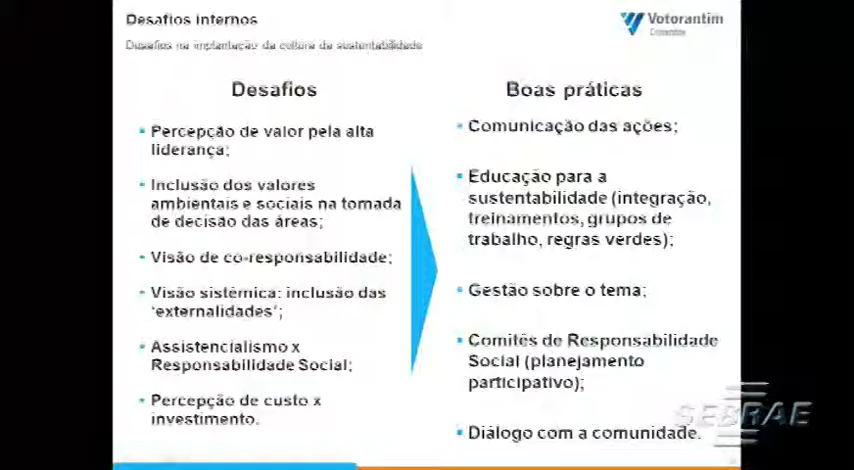 Desafios internos
Votorantim
Cimentos
Desafios na implantação da cultura da sustentabilidade
Desafios
• Percepção de valor pela alta
liderança;
• Inclusão dos valores
ambientais e sociais na tomada
de decisão das áreas;
• Visão de co-responsabilidade;
• Visão sistêmica: inclusão das
'externalidades';
• Assistencialismo x
Responsabilidade Social;
• Percepção de custo x
investimento.
Boas práticas
• Comunicação das ações;
• Educação para a
sustentabilidade (integração,
treinamentos, grupos de
trabalho, regras verdes);
• Gestão sobre o tema;
• Comitês de Responsabilidade
Social (planejamento
participativo);
• Diálogo com a comunidade.
SEBRAE